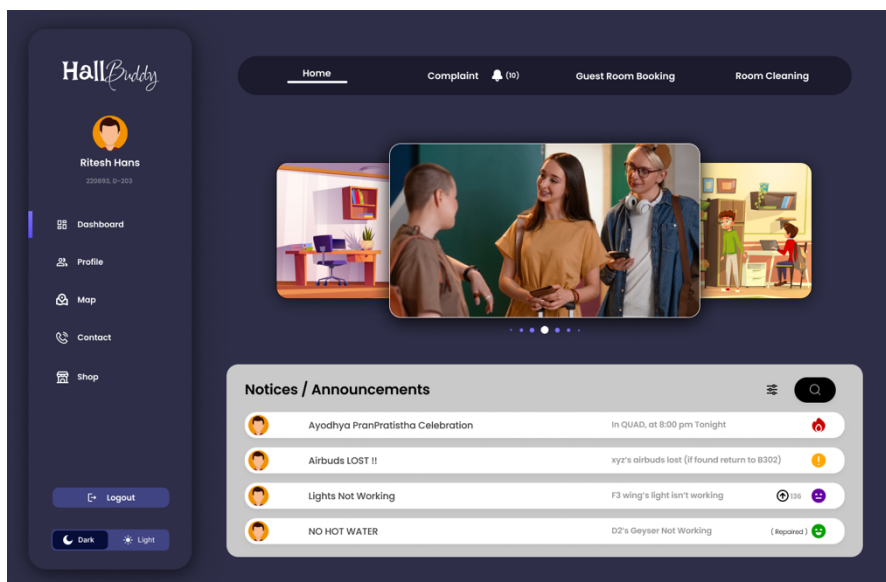 HallBuddy
Ritesh Hans
220893, D-203
Dashboard
Profile
Map
Contact
Shop
Logout
Dark Light
Home Complaint (10) Guest Room Booking Room Cleaning
Notices / Announcements
Ayodhya PranPratistha Celebration In QUAD, at 8:00 pm Tonight
Airbuds LOST !! xyz's airbuds lost (if found return to B302)
Lights Not Working F3 wing's light isn't working 136
NO HOT WATER D2's Geyser Not Working ( Repaired )